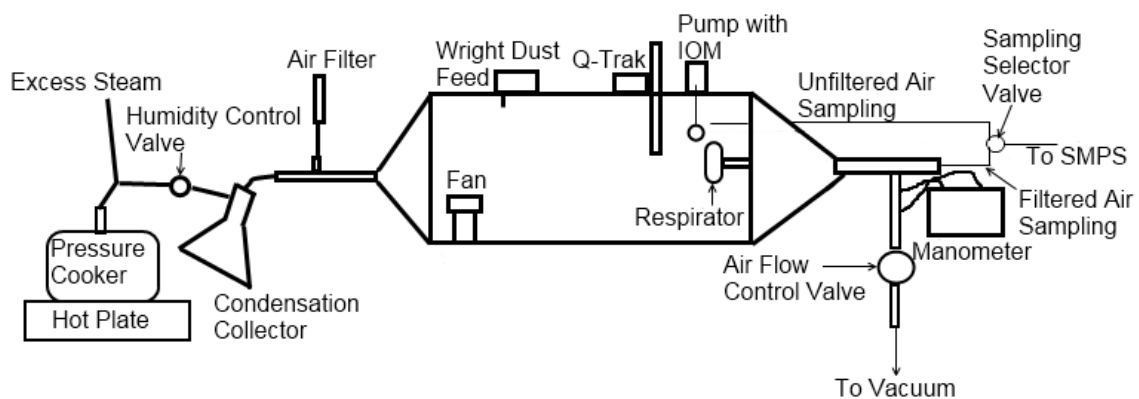 Excess Steam
Humidity Control
Valve
Air Filter
Wright Dust
Feed
Q-Trak
Pump with
IOM
Unfiltered Air
Sampling
Sampling
Selector
Valve
To SMPS
Fan
Respirator
Filtered Air
Sampling
Manometer
Pressure
Cooker
Hot Plate
Condensation
Collector
Air Flow
Control Valve
To Vacuum